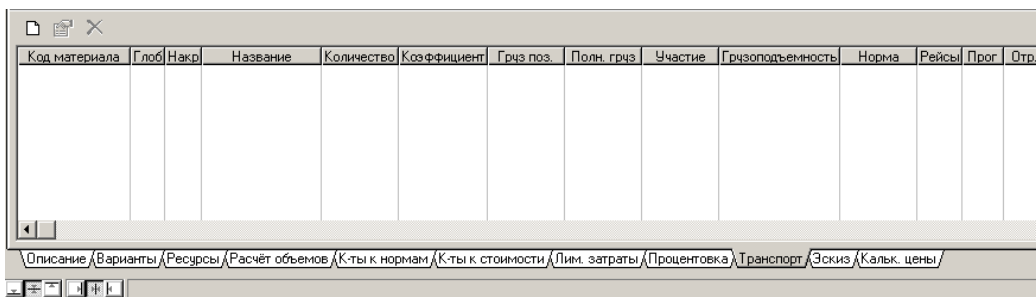 Код материала Глоб Накр Название Количество Коэффициент Груз поз. Полн. груз Участие Грузоподъемность Норма Рейсы Прог Отр.
Описание Варианты Ресурсы Расчёт объемов К-ты к нормам К-ты к стоимости Лим. затраты Процентовка Транспорт Эскиз Кальк. цены